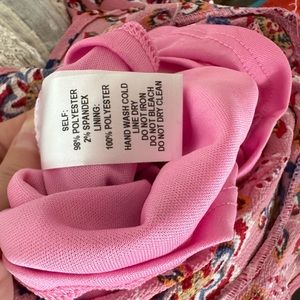 SELF:
98% POLYESTER
2% SPANDEX
LINING:
100% POLYESTER
HAND WASH COLD
LINE DRY
DO NOT IRON
DO NOT BLEACH
DO NOT DRY CLEAN